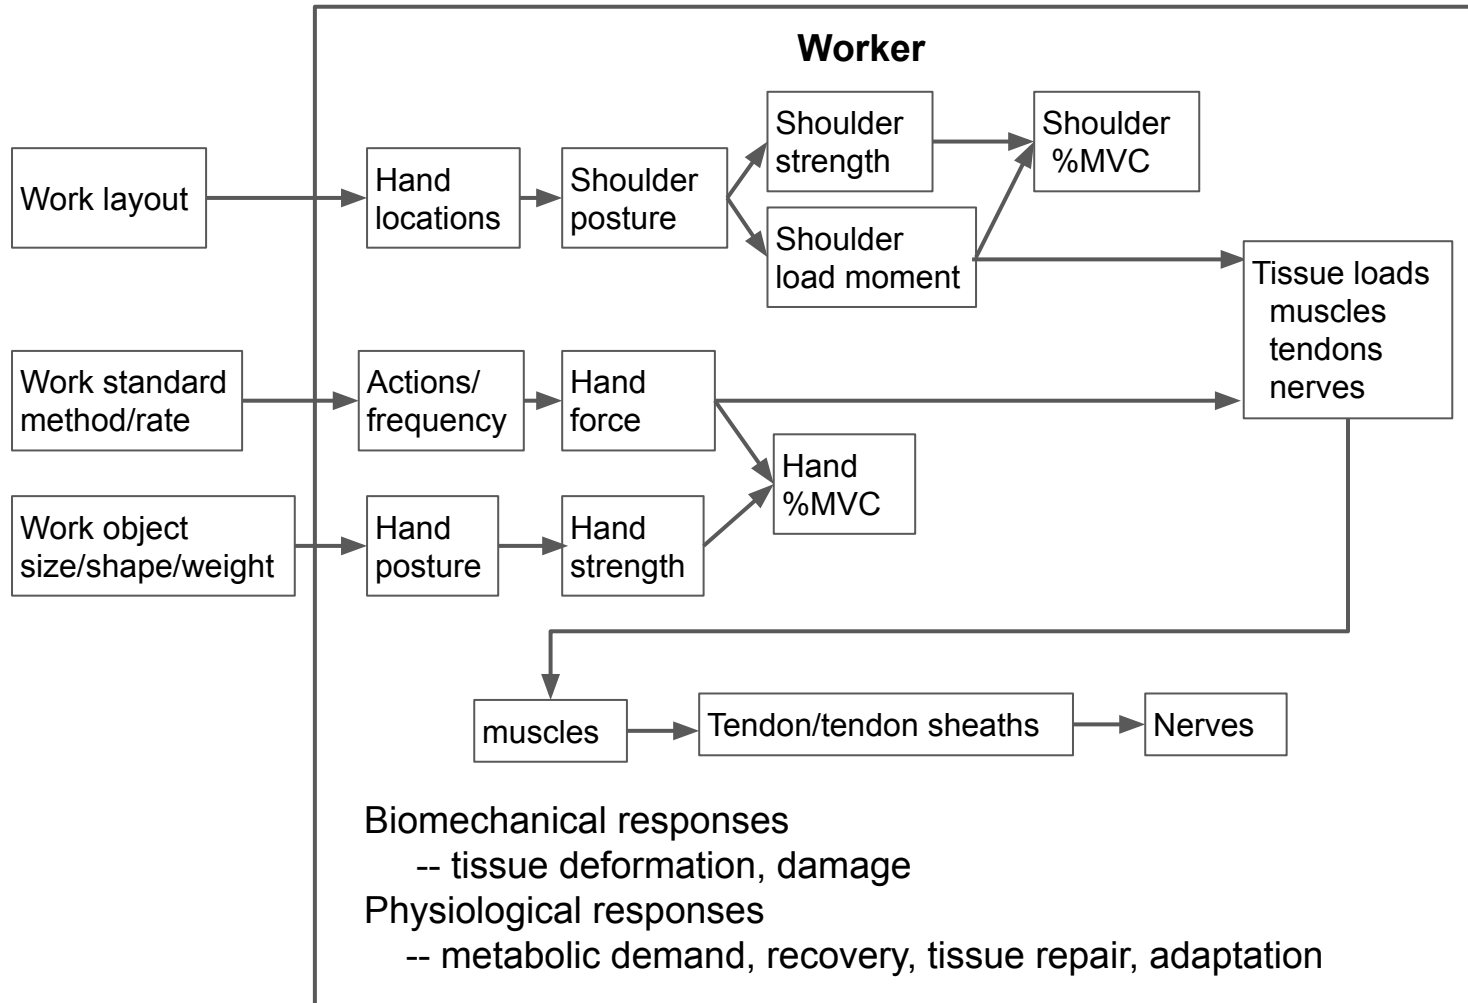 Worker
Work layout
Hand
locations
Shoulder
posture
Shoulder
strength
Shoulder
%MVC
Shoulder
load moment
Tissue loads
muscles
tendons
nerves
Work standard
method/rate
Actions/
frequency
Hand
force
Hand
%MVC
Work object
size/shape/weight
Hand
posture
Hand
strength
muscles
Tendon/tendon sheaths
Nerves
Biomechanical responses
-- tissue deformation, damage
Physiological responses
-- metabolic demand, recovery, tissue repair, adaptation